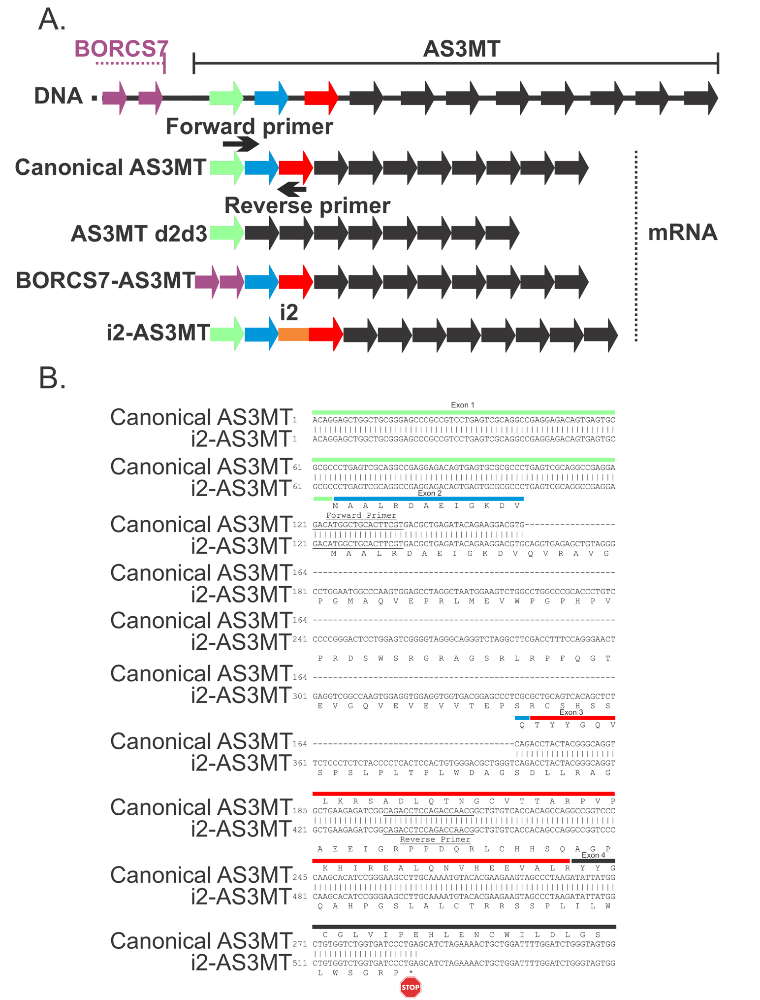 A.
BORCS7
AS3MT
DNA
Forward primer
Canonical AS3MT
Reverse primer
AS3MT d2d3
mRNA
BORCS7-AS3MT
i2
i2-AS3MT
B.
Exon 1
Canonical AS3MT 1 ACAGGAGCTGGCTGCGGGAGCCCGCCGTCCTGAGTCGCAGGCCGAGGAGACAGTGAGTGC
i2-AS3MT 1 ACAGGAGCTGGCTGCGGGAGCCCGCCGTCCTGAGTCGCAGGCCGAGGAGACAGTGAGTGC
Canonical AS3MT 61 GCGCCCTGAGTCGCAGGCCGAGGAGACAGTGAGTGCGCGCCCTGAGTCGCAGGCCGAGGA
i2-AS3MT 61 GCGCCCTGAGTCGCAGGCCGAGGAGACAGTGAGTGCGCGCCCTGAGTCGCAGGCCGAGGA
Exon 2
M A A L R D A E I G K D V
Forward Primer
Canonical AS3MT 121 GACATGGCTGCACTTCGTGACGCTGAGATACAGAAGGACGTG------------------
i2-AS3MT 121 GACATGGCTGCACTTCGTGACGCTGAGATACAGAAGGACGTGCAGGTGAGAGCTGTAGGG
M A A L R D A E I G K D V Q V R A V G
Canonical AS3MT 164 ------------------------------------------------------------
i2-AS3MT 181 CCTGGAATGGCCCAAGTGGAGCCTAGGCTAATGGAAGTCTGGCCTGGCCCGCACCCTGTC
P G M A Q V E P R L M E V W P G P H P V
Canonical AS3MT 164 ------------------------------------------------------------
i2-AS3MT 241 CCCCGGGACTCCTGGAGTCGGGGTAGGGCAGGGTCTAGGCTTCGACCTTTCCAGGGAACT
P R D S W S R G R A G S R L R P F Q G T
Canonical AS3MT 164 ------------------------------------------------------------
i2-AS3MT 301 GAGGTCGGCCAAGTGGAGGTGGAGGTGGTGACGGAGCCCTCGCGCTGCAGTCACAGCTCT
E V G Q V E V E V V T E P S R C S H S S
Exon 3
Q T Y Y G Q V
Canonical AS3MT 164 ----------------------------------------CAGACCTACTACGGGCAGGT
i2-AS3MT 361 TCTCCCTCTCTACCCCTCACTCCACTGTGGGACGCTGGGTCAGACCTACTACGGGCAGGT
S P S L P L T P L W D A G S D L L R A G
L K R S A D L Q T N G C V T T A R P V P
Canonical AS3MT 185 GCTGAAGAGATCGGCAGACCTCCAGACCAACGGCTGTGTCACCACAGCCAGGCCGGTCCC
i2-AS3MT 421 GCTGAAGAGATCGGCAGACCTCCAGACCAACGGCTGTGTCACCACAGCCAGGCCGGTCCC
Reverse Primer
A E E I G R P P D Q R L C H H S Q A G P
Exon 4
K H I R E A L Q N V H E E V A L R Y Y G
Canonical AS3MT 245 CAAGCACATCCGGGAAGCCTTGCAAAATGTACACGAAGAAGTAGCCCTAAGATATTATGG
i2-AS3MT 481 CAAGCACATCCGGGAAGCCTTGCAAAATGTACACGAAGAAGTAGCCCTAAGATATTATGG
Q A H P G S L A L C T R R S S P L I L W
C G L V I P E H L E N C W I L D L G S
Canonical AS3MT 271 CTGTGGTCTGGTGATCCCTGAGCATCTAGAAAACTGCTGGATTTTGGATCTGGGTAGTGG
i2-AS3MT 511 CTGTGGTCTGGTGATCCCTGAGCATCTAGAAAACTGCTGGATTTTGGATCTGGGTAGTGG
L W S G R P *
STOP